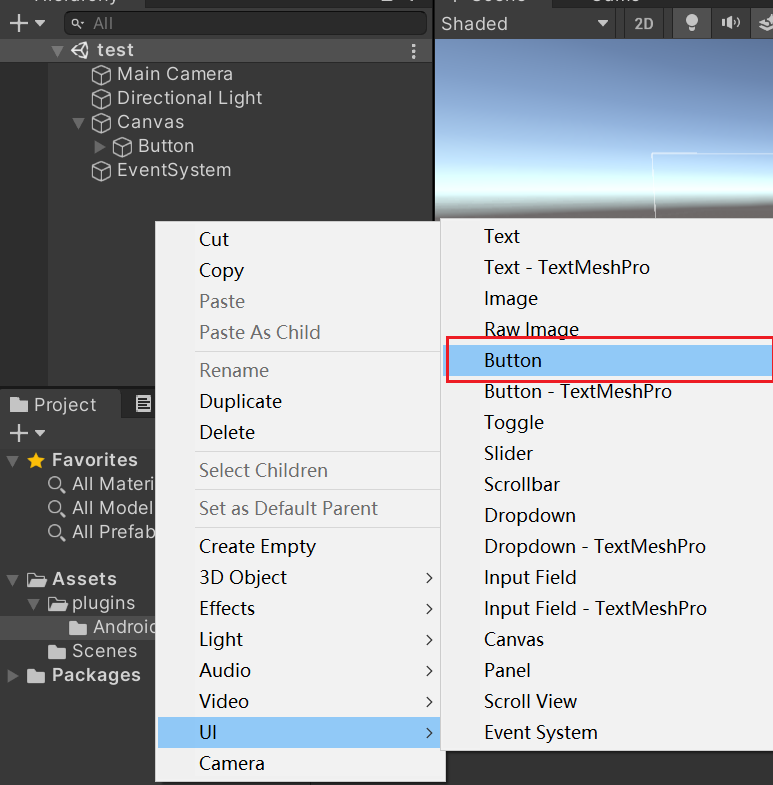 All
Shaded
2D
test
Main Camera
Directional Light
Canvas
Button
EventSystem
Cut
Copy
Paste
Paste As Child
Rename
Duplicate
Delete
Select Children
Set as Default Parent
Create Empty
3D Object
Effects
Light
Audio
Video
UI
Camera
Text
Text - TextMeshPro
Image
Raw Image
Button
Button - TextMeshPro
Toggle
Slider
Scrollbar
Dropdown
Dropdown - TextMeshPro
Input Field
Input Field - TextMeshPro
Canvas
Panel
Scroll View
Event System
Project
Favorites
All Materi
All Model
All Prefab
Assets
plugins
Android
Scenes
Packages